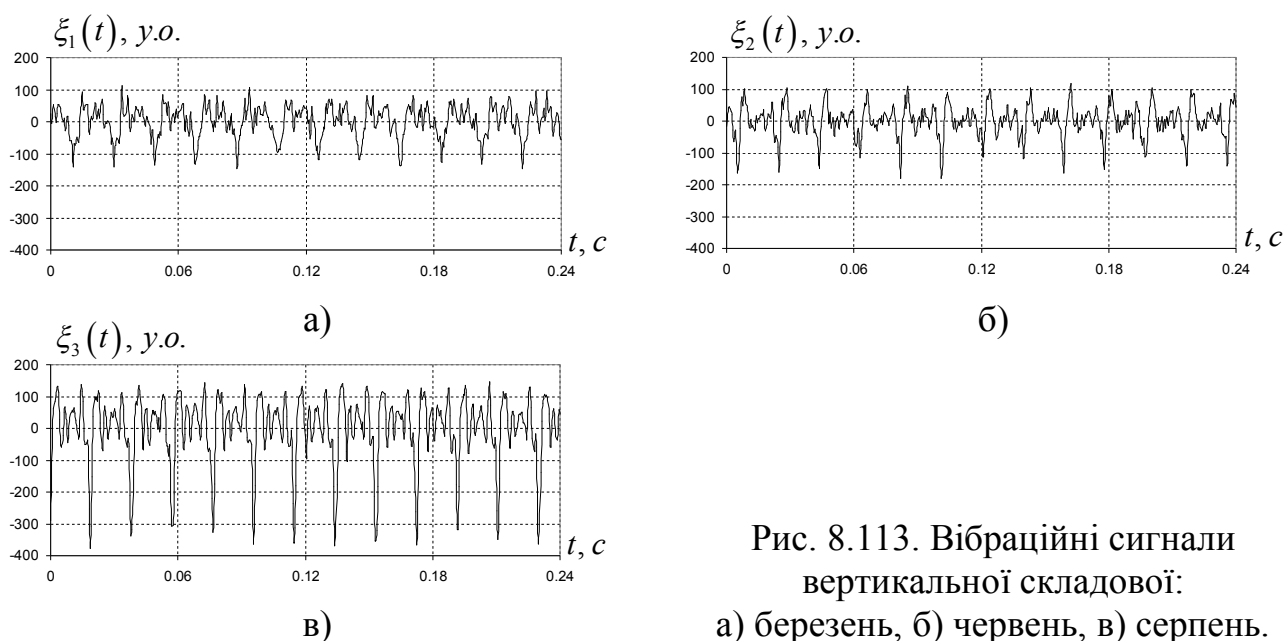 ξ₁(t), у.о.
200
100
0
-100
-200
-300
-400
0 0.06 0.12 0.18 0.24
t, c
а)
ξ₂(t), у.о.
200
100
0
-100
-200
-300
-400
0 0.06 0.12 0.18 0.24
t, c
б)
ξ₃(t), у.о.
200
100
0
-100
-200
-300
-400
0 0.06 0.12 0.18 0.24
t, c
в)
Рис. 8.113. Вібраційні сигнали
вертикальної складової:
а) березень, б) червень, в) серпень.